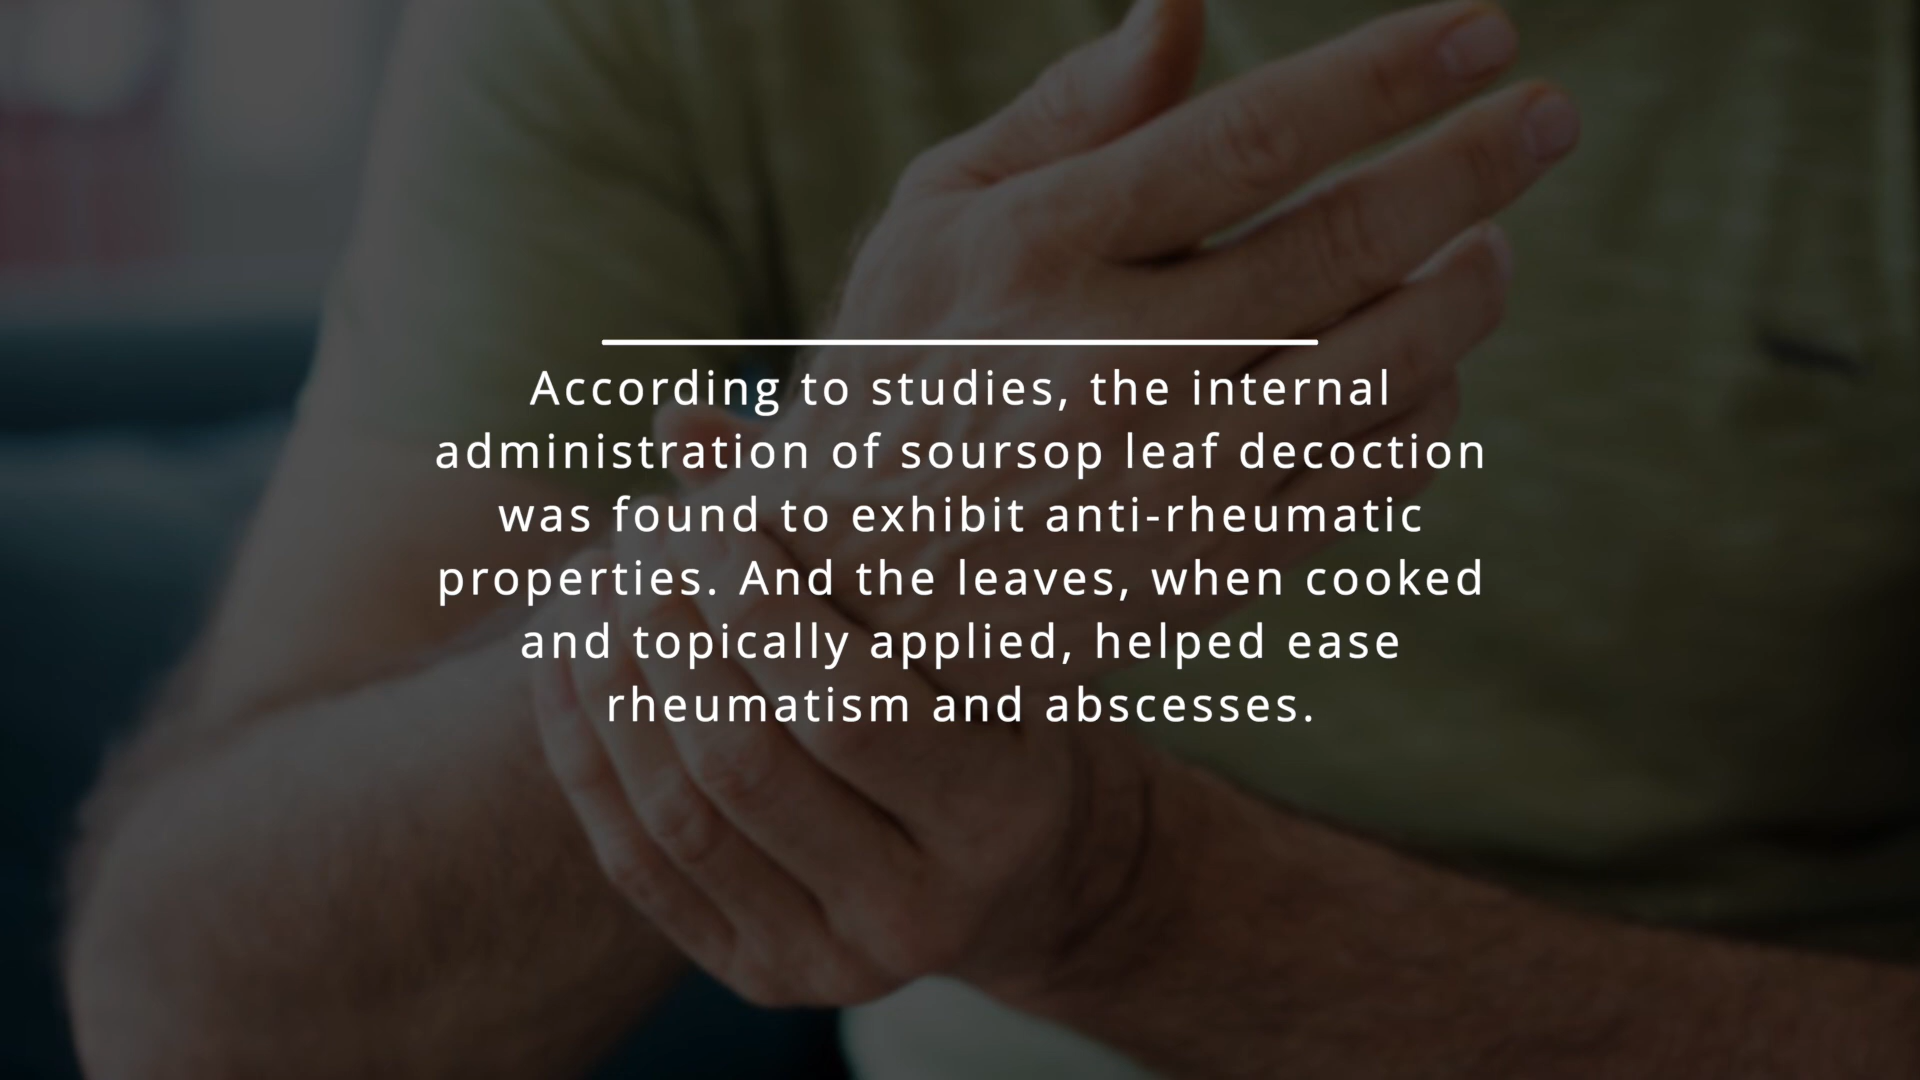 According to studies, the internal
administration of soursop leaf decoction
was found to exhibit anti-rheumatic
properties. And the leaves, when cooked
and topically applied, helped ease
rheumatism and abscesses.